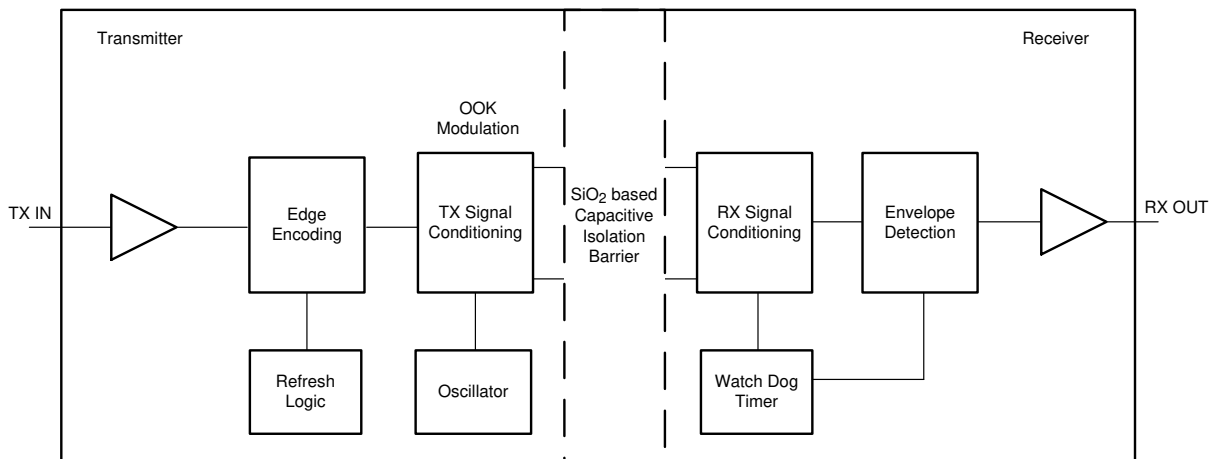 Transmitter
Receiver
OOK
Modulation
TX IN
Edge
Encoding
TX Signal
Conditioning
SiO₂ based
Capacitive
Isolation
Barrier
RX Signal
Conditioning
Envelope
Detection
RX OUT
Refresh
Logic
Oscillator
Watch Dog
Timer